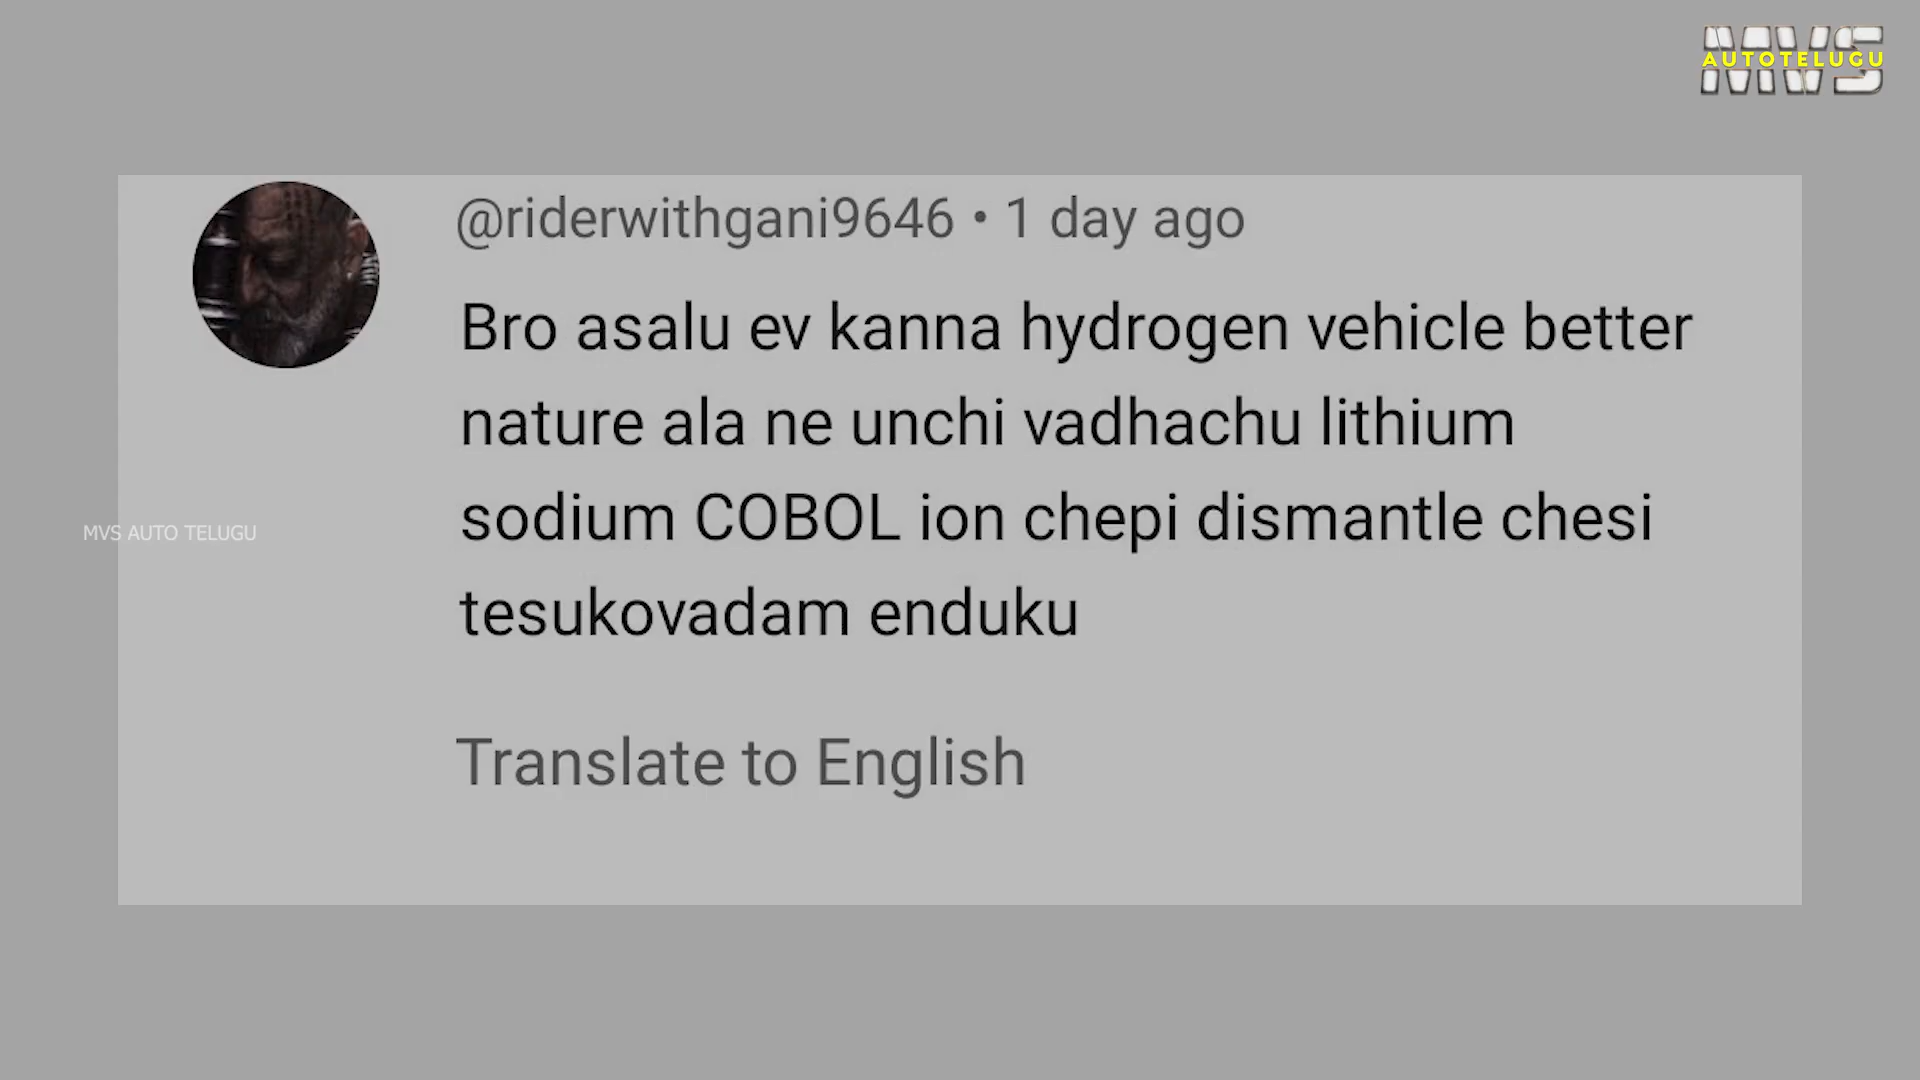 MVS
AUTOTELUGU
@riderwithgani9646 • 1 day ago
Bro asalu ev kanna hydrogen vehicle better
nature ala ne unchi vadhachu lithium
sodium COBOL ion chepi dismantle chesi
tesukovadam enduku
MVS AUTO TELUGU
Translate to English